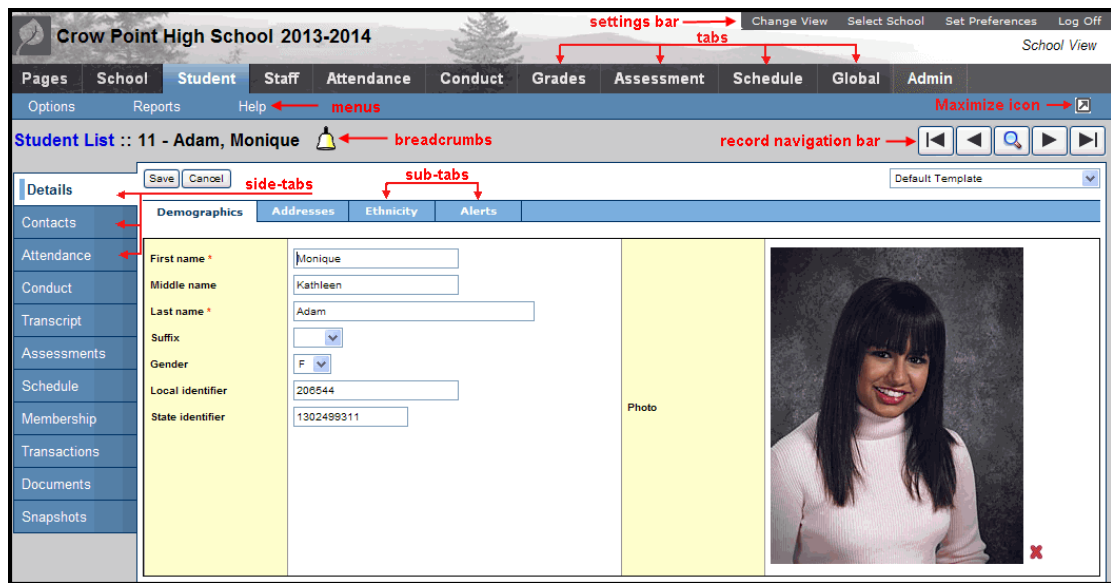 settings bar Change View Select School Set Preferences Log Off
Crow Point High School 2013-2014 tabs School View
Pages School Student Staff Attendance Conduct Grades Assessment Schedule Global Admin
Options Reports Help menus Maximize icon
Student List :: 11 - Adam, Monique breadcrumbs record navigation bar
Details side-tabs Save Cancel sub-tabs Default Template
Demographics Addresses Ethnicity Alerts
Contacts
Attendance
Conduct
Transcript
Assessments
Schedule
Membership
Transactions
Documents
Snapshots
First name * Monique
Middle name Kathleen
Last name * Adam
Suffix
Gender F
Local identifier 206544
State identifier 1302499311
Photo